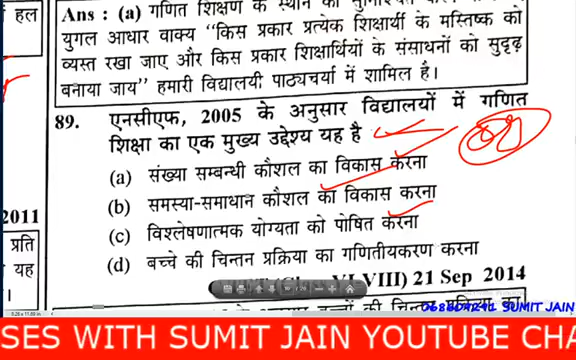 हल
Ans : (a) गणित शिक्षण के स्थान को सुनिश्चित
युगल आधार वाक्य “किस प्रकार प्रत्येक शिक्षार्थी के मस्तिष्क को
व्यस्त रखा जाए और किस प्रकार शिक्षार्थियों के संसाधनों को सुदृढ़
बनाया जाय” हमारी विद्यालयी पाठ्यचर्या में शामिल है।
89. एनसीएफ, 2005 के अनुसार विद्यालयों में गणित
शिक्षा का एक मुख्य उद्देश्य यह है
(a) संख्या सम्बन्धी कौशल का विकास करना
(b) समस्या-समाधान कौशल का विकास करना
(c) विश्लेषणात्मक योग्यता को पोषित करना
(d) बच्चे की चिन्तन प्रक्रिया का गणितीयकरण करना
2011
प्रति
यह
VI-VIII) 21 Sep 2014
SUMIT JAIN
SES WITH SUMIT JAIN YOUTUBE CHA